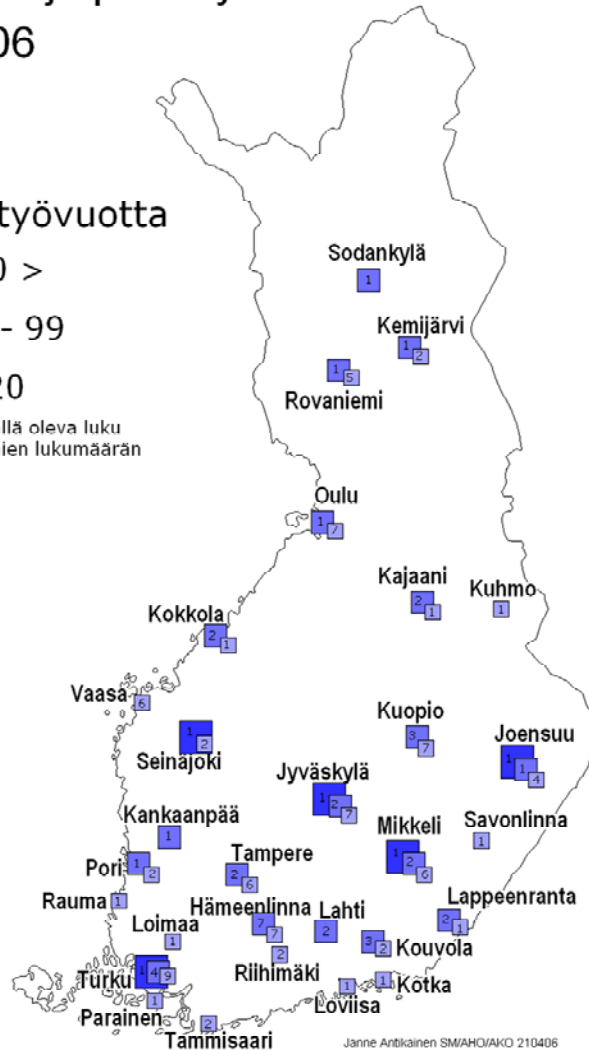 06
työvuotta
0 >
- 99
20
llä oleva luku
ien lukumäärän
Sodankylä
1
Kemijärvi
1 2
1 5
Rovaniemi
Oulu
1 7
Kajaani
2 1
Kuhmo
1
Kokkola
2 1
Vaasa 6
1 2
Seinäjoki
Kuopio
3 7
Joensuu
1 1 4
Jyväskylä
1 2 7
Kankaanpää
1
Mikkeli
1 2 6
Savonlinna
1
Pori 1 2
Tampere
2 6
Rauma 1
Hämeenlinna
7 7
Lahti
2
Lappeenranta
2 1
Loimaa
1
Riihimäki
2
3 2 Kouvola
Turku 1 4 9
Parainen
1
Loviisa
1
1 Kotka
2
Tammisaari
Janne Antikainen SM/AHO/AKO 210406